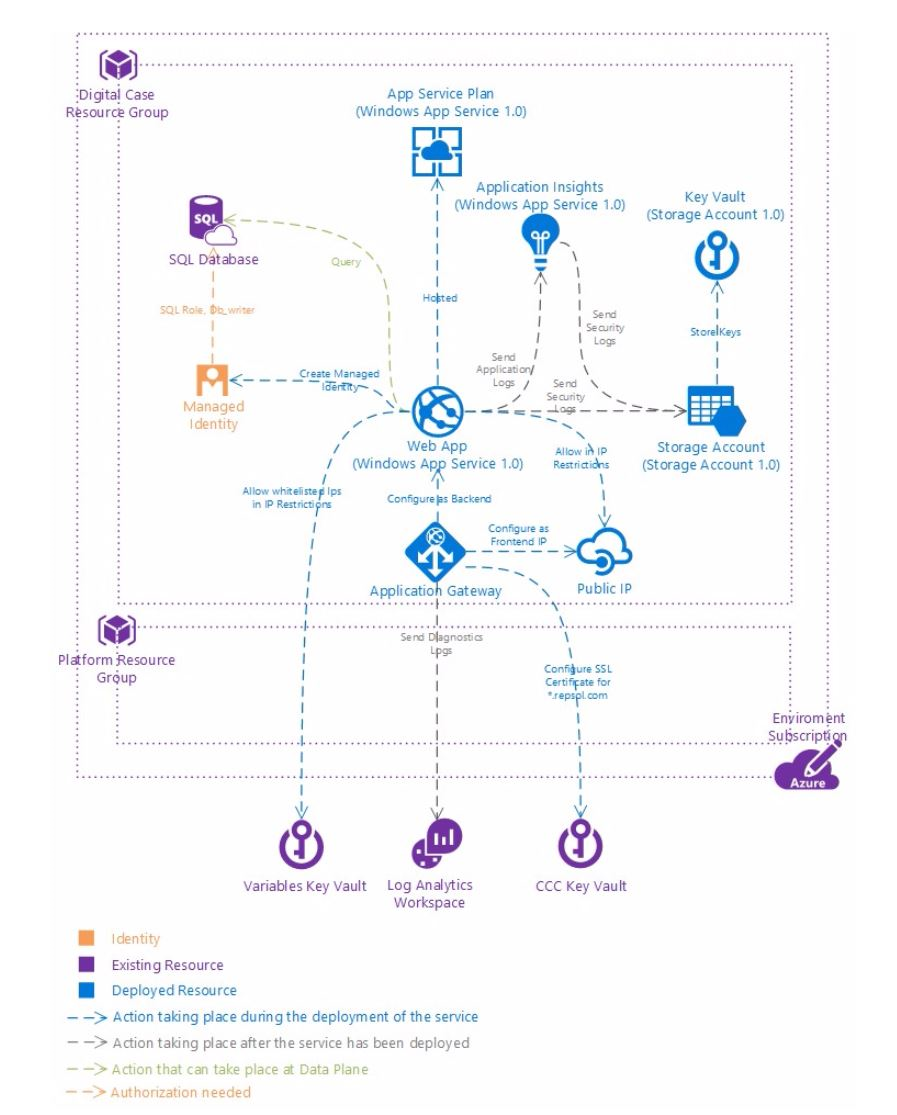 Digital Case
Resource Group
App Service Plan
(Windows App Service 1.0)
Application Insights
(Windows App Service 1.0)
Key Vault
(Storage Account 1.0)
SQL
SQL Database
Query
SQL Role, Db_writer
Hosted
Send
Security
Logs
Store Keys
Send
Application
Logs
Create Managed
Identity
Send
Security
Logs
Managed
Identity
Web App
(Windows App Service 1.0)
Allow in IP
Restrictions
Storage Account
(Storage Account 1.0)
Allow whitelisted Ips
in IP Restrictions
Configure as Backend
Configure as
Frontend IP
Application Gateway
Public IP
Send Diagnostics
Logs
Platform Resource
Group
Configure SSL
Certificate for
*.repsol.com
Enviroment
Subscription
Azure
Variables Key Vault
Log Analytics
Workspace
CCC Key Vault
Identity
Existing Resource
Deployed Resource
Action taking place during the deployment of the service
Action taking place after the service has been deployed
Action that can take place at Data Plane
Authorization needed